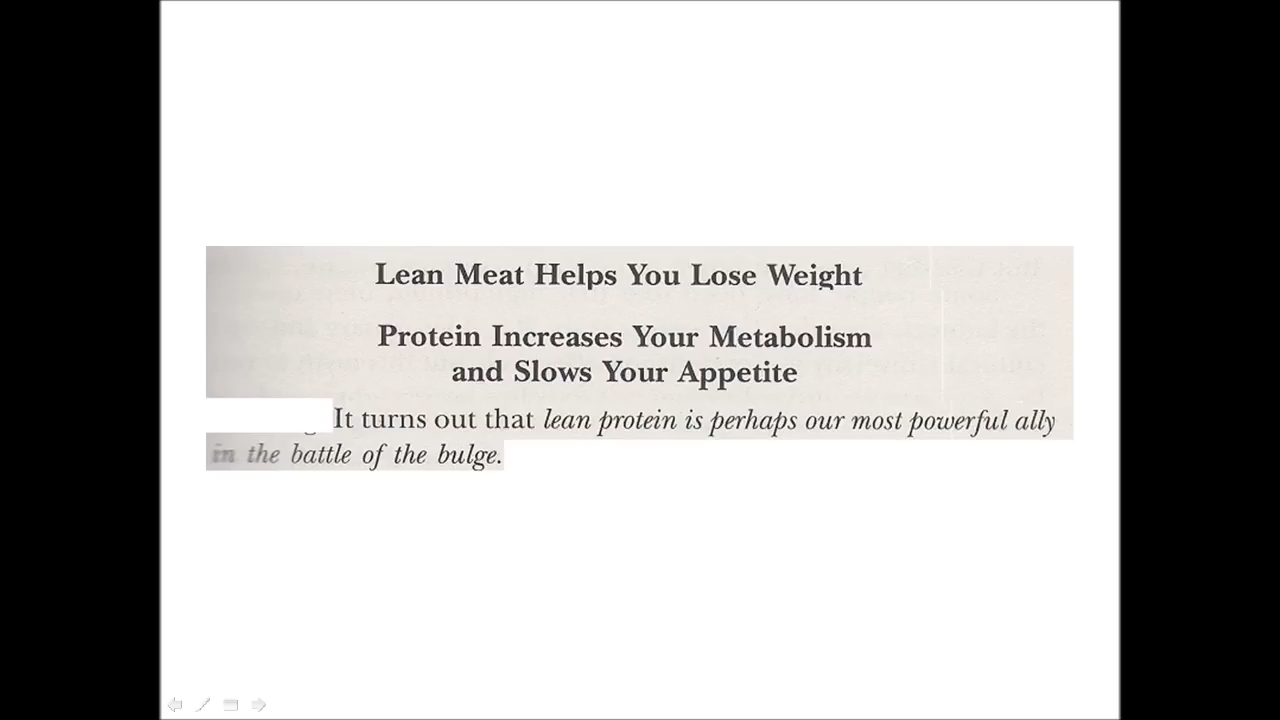 Lean Meat Helps You Lose Weight
Protein Increases Your Metabolism
and Slows Your Appetite
It turns out that lean protein is perhaps our most powerful ally
in the battle of the bulge.